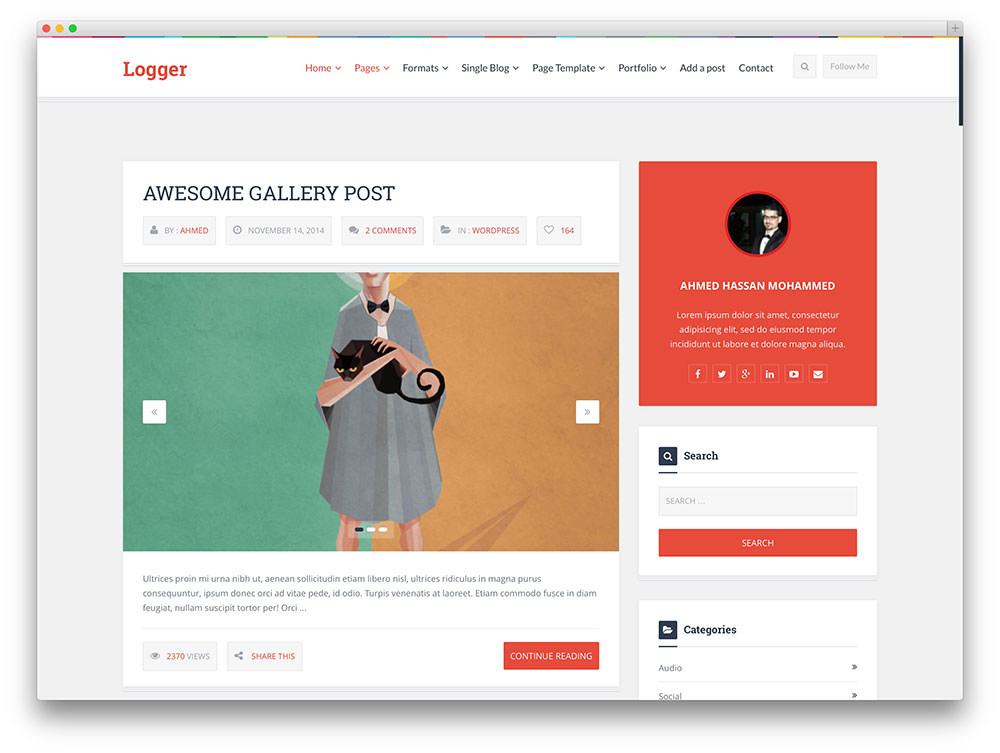 Logger
Home Pages Formats Single Blog Page Template Portfolio Add a post Contact Follow Me
AWESOME GALLERY POST
BY : AHMED NOVEMBER 14, 2014 2 COMMENTS IN : WORDPRESS 164
Ultrices proin mi urna nibh ut, aenean sollicitudin etiam libero nisl, ultrices ridiculus in magna purus
consequuntur, ipsum donec orci ad vitae pede, id odio. Turpis venenatis at laoreet. Etiam commodo fusce in diam
feugiat, nullam suscipit tortor per! Orci ...
2370 VIEWS SHARE THIS CONTINUE READING
AHMED HASSAN MOHAMMED
Lorem ipsum dolor sit amet, consectetur
adipisicing elit, sed do eiusmod tempor
incididunt ut labore et dolore magna aliqua.
Search
SEARCH ...
SEARCH
Categories
Audio
Social